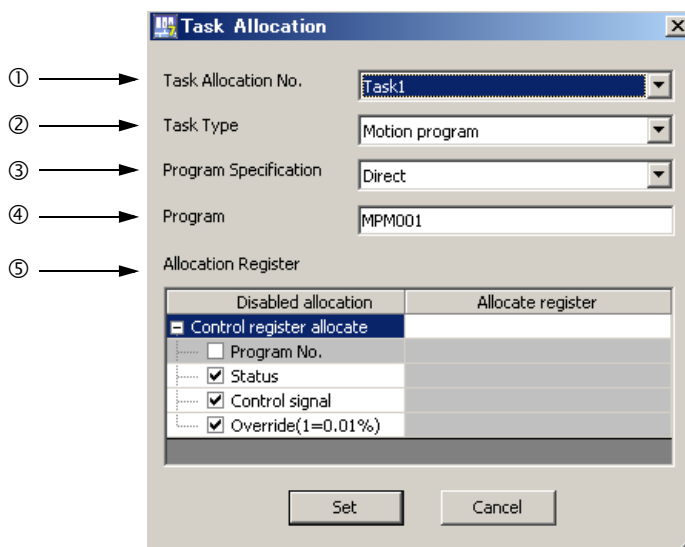 Task Allocation
① Task Allocation No. Task1
② Task Type Motion program
③ Program Specification Direct
④ Program MPM001
⑤ Allocation Register
Disabled allocation Allocate register
Control register allocate
Program No.
Status
Control signal
Override(1=0.01%)
Set Cancel